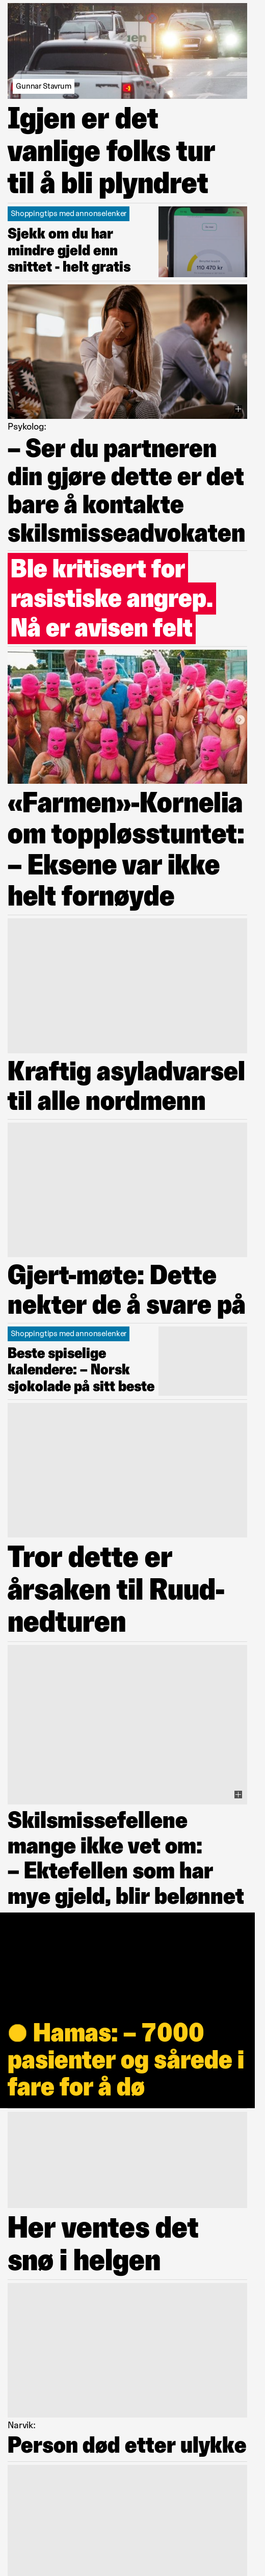 Gunnar Stavrum
Igjen er det
vanlige folks tur
til å bli plyndret
Shoppingtips med annonselenker
Sjekk om du har
mindre gjeld enn
snittet - helt gratis
110 470 kr
Psykolog:
– Ser du partneren
din gjøre dette er det
bare å kontakte
skilsmisseadvokaten
Ble kritisert for
rasistiske angrep.
Nå er avisen felt
«Farmen»-Kornelia
om toppløsstuntet:
– Eksene var ikke
helt fornøyde
Kraftig asyladvarsel
til alle nordmenn
Gjert-møte: Dette
nekter de å svare på
Shoppingtips med annonselenker
Beste spiselige
kalendere: – Norsk
sjokolade på sitt beste
Tror dette er
årsaken til Ruud-
nedturen
Skilsmissefellene
mange ikke vet om:
– Ektefellen som har
mye gjeld, blir belønnet
Hamas: – 7000
pasienter og sårede i
fare for å dø
Her ventes det
snø i helgen
Narvik:
Person død etter ulykke